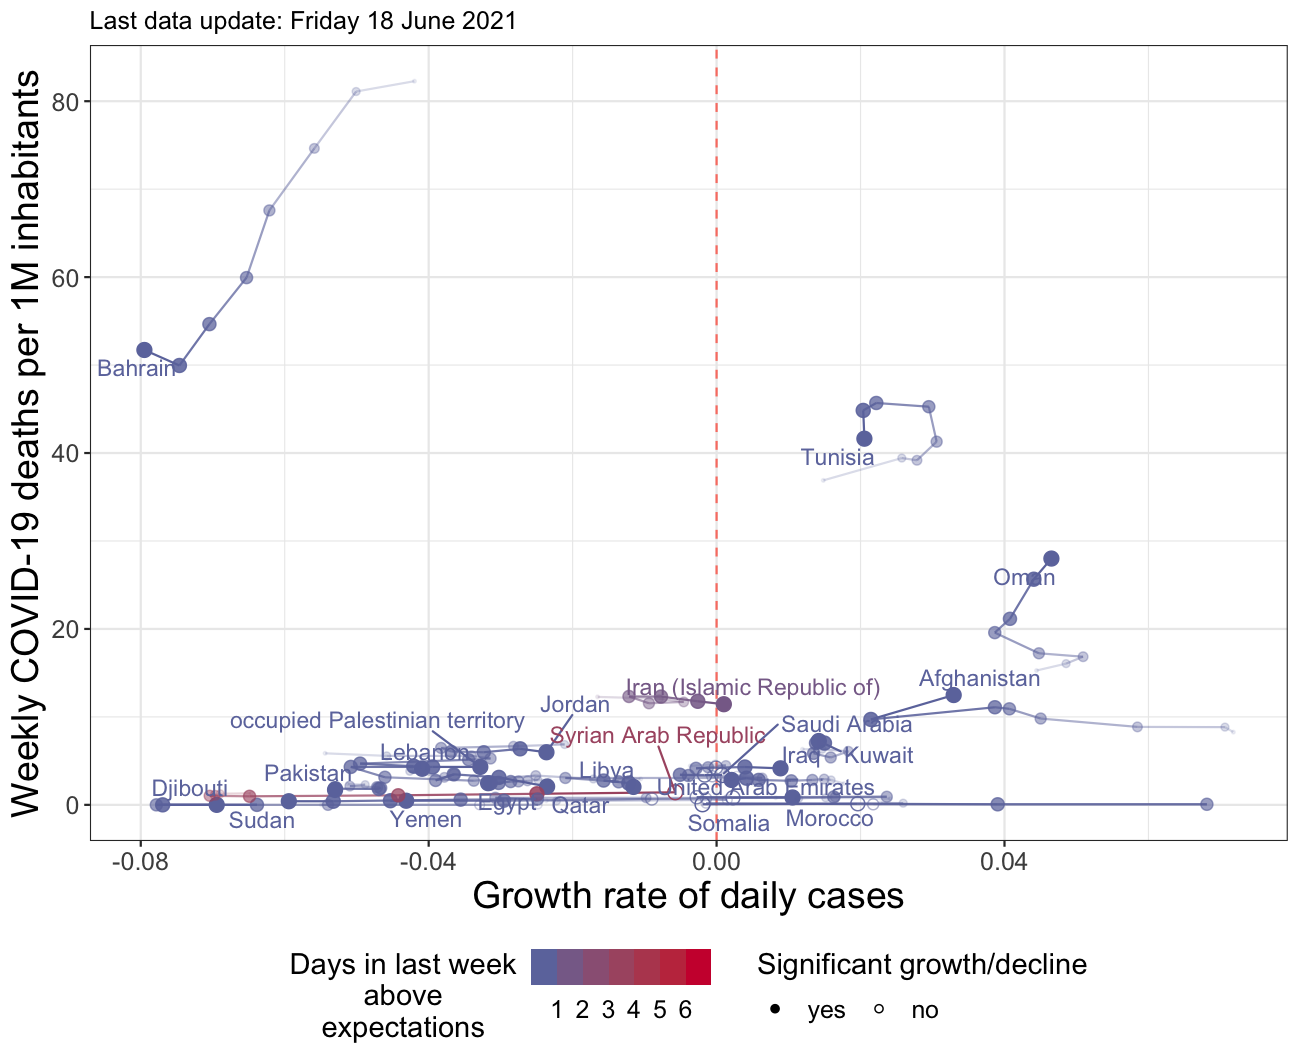 Last data update: Friday 18 June 2021
Weekly COVID-19 deaths per 1M inhabitants
80
60
40
20
0
Bahrain
Tunisia
Oman
Afghanistan
Iran (Islamic Republic of)
Jordan
occupied Palestinian territory
Saudi Arabia
Syrian Arab Republic
Lebanon
Iraq
Kuwait
Pakistan
Libya
Djibouti
United Arab Emirates
Egypt
Qatar
Sudan
Yemen
Somalia
Morocco
-0.08 -0.04 0.00 0.04
Growth rate of daily cases
Days in last week
above
expectations
1 2 3 4 5 6
Significant growth/decline
yes no